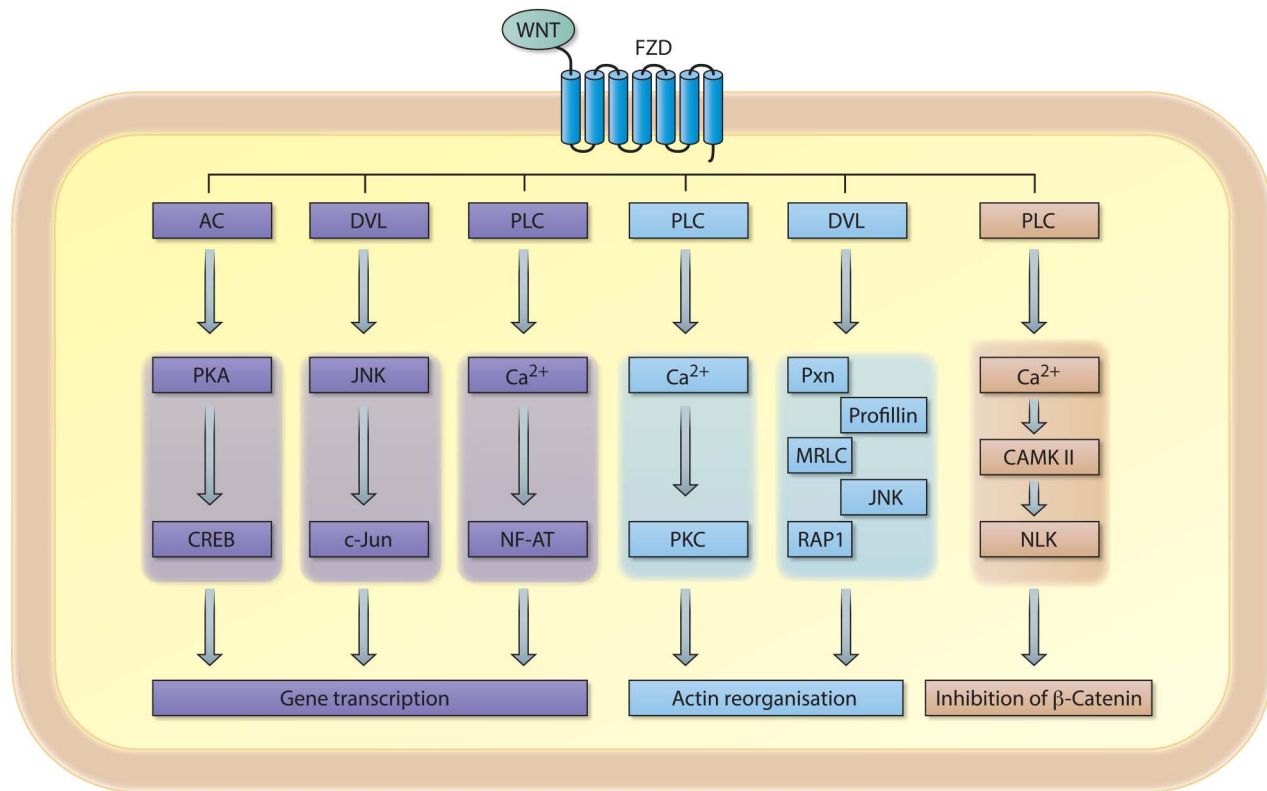 WNT
FZD
AC
DVL
PLC
PLC
DVL
PLC
PKA
JNK
Ca²⁺
Ca²⁺
Pxn
Ca²⁺
Profillin
MRLC
CAMK II
JNK
CREB
c-Jun
NF-AT
PKC
RAP1
NLK
Gene transcription
Actin reorganisation
Inhibition of β-Catenin